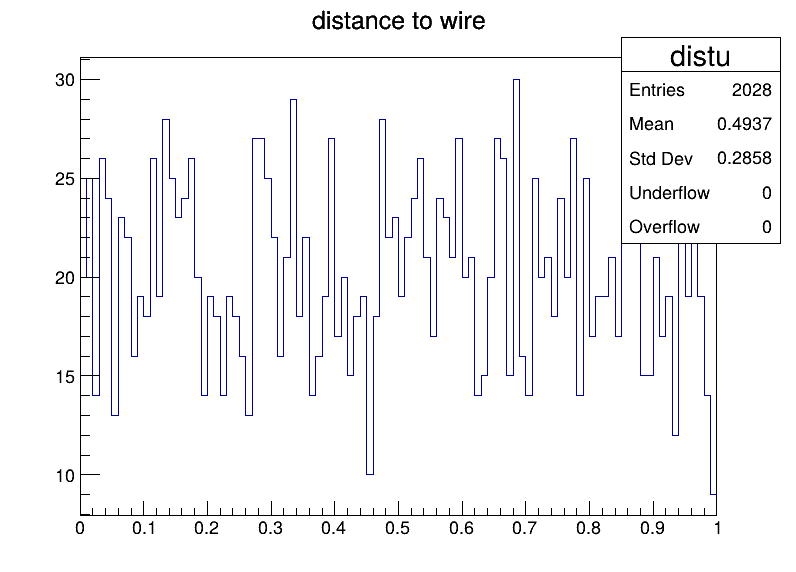 distance to wire
distu
Entries 2028
Mean 0.4937
Std Dev 0.2858
Underflow 0
Overflow 0
30
25
20
15
10
0 0.1 0.2 0.3 0.4 0.5 0.6 0.7 0.8 0.9 1